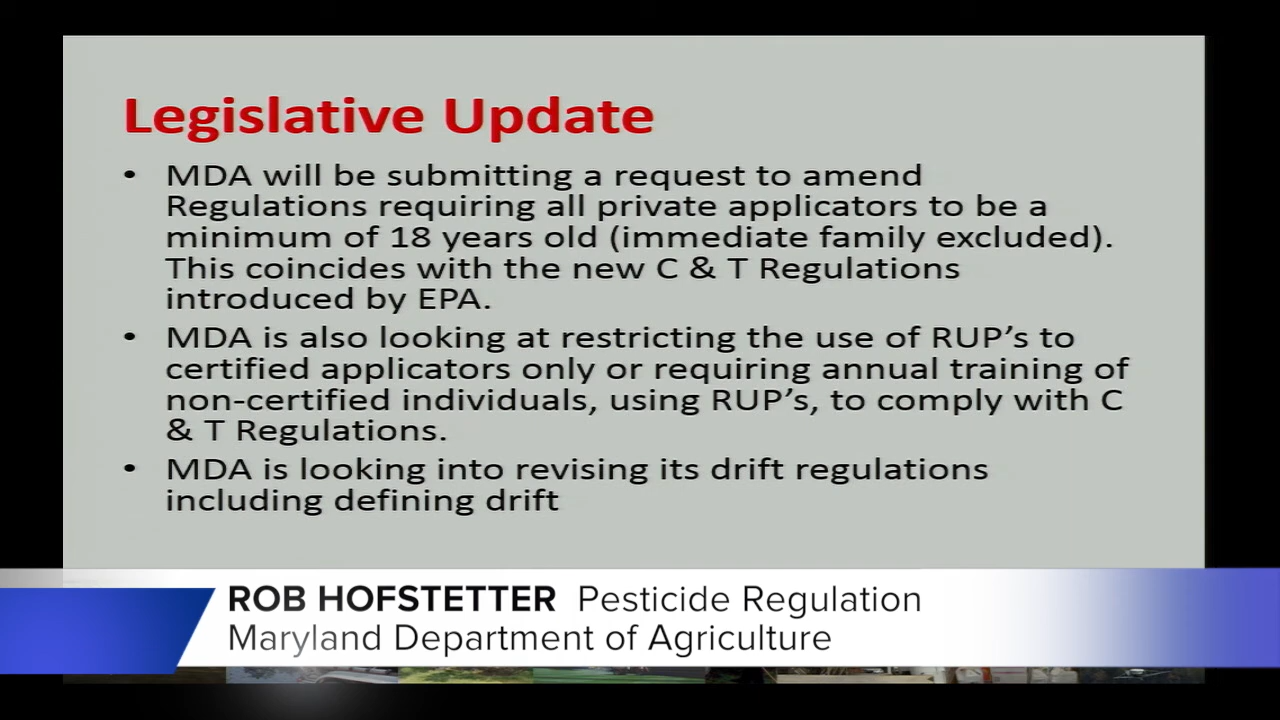 Legislative Update
• MDA will be submitting a request to amend
Regulations requiring all private applicators to be a
minimum of 18 years old (immediate family excluded).
This coincides with the new C & T Regulations
introduced by EPA.
• MDA is also looking at restricting the use of RUP’s to
certified applicators only or requiring annual training of
non-certified individuals, using RUP’s, to comply with C
& T Regulations.
• MDA is looking into revising its drift regulations
including defining drift
ROB HOFSTETTER Pesticide Regulation
Maryland Department of Agriculture